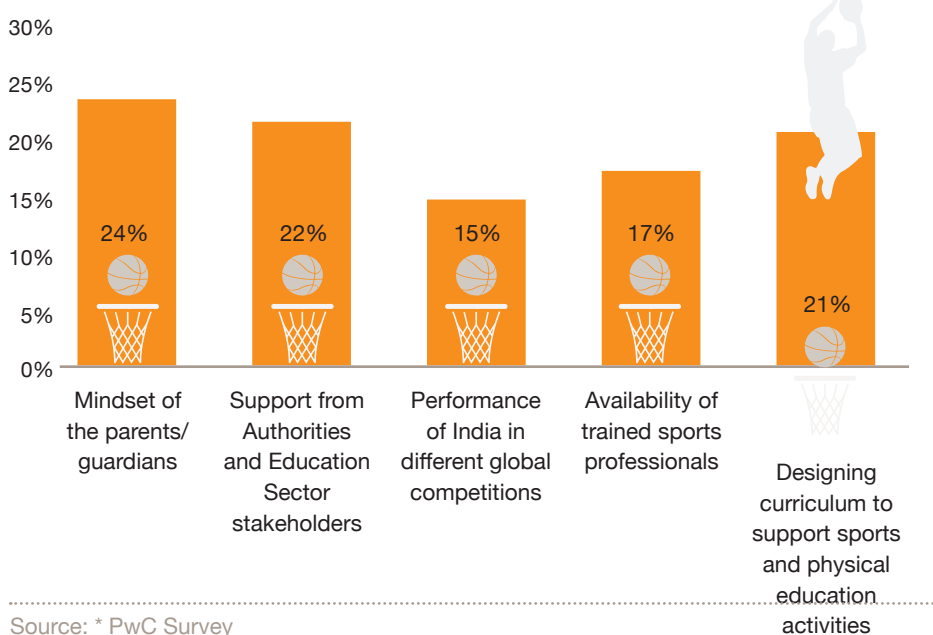 30%
25%
20%
15%
10%
5%
0%
24%
22%
15%
17%
21%
Mindset of
the parents/
guardians
Support from
Authorities
and Education
Sector
stakeholders
Performance
of India in
different global
competitions
Availability of
trained sports
professionals
Designing
curriculum to
support sports
and physical
education
activities
Source: * PwC Survey